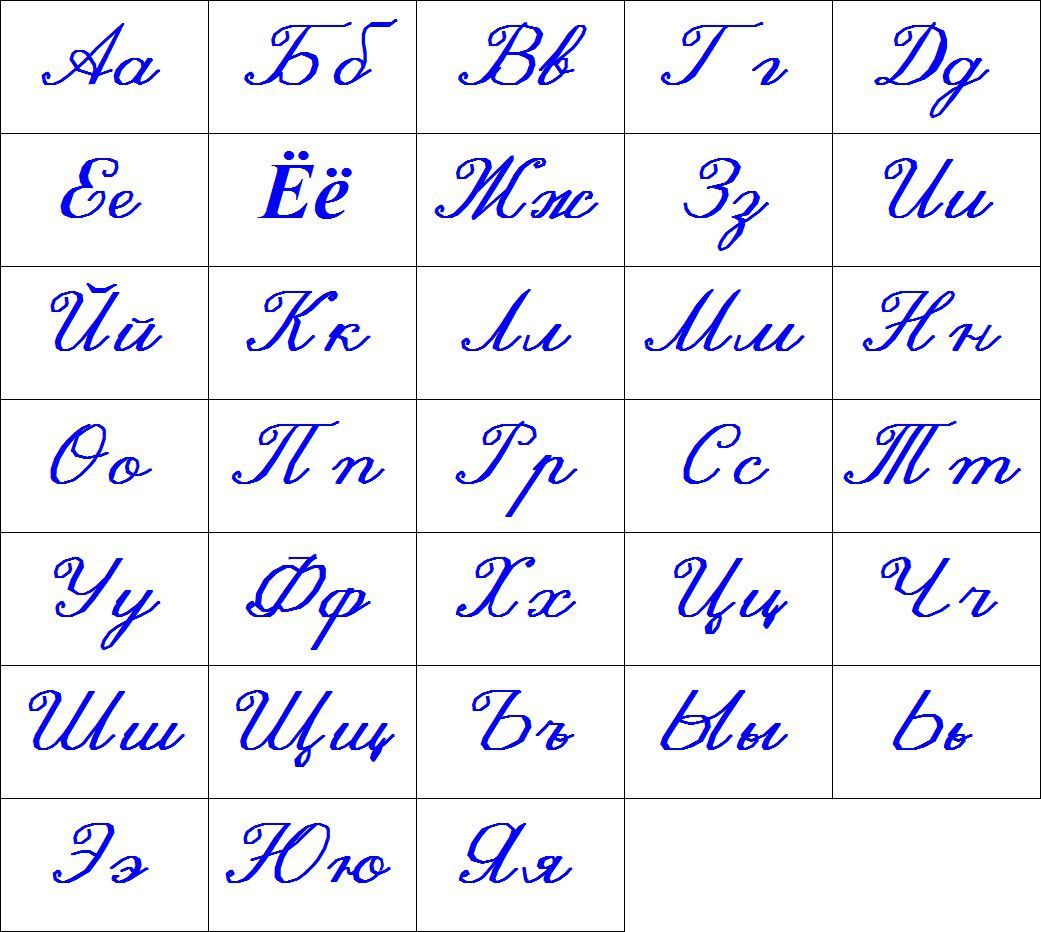 Аа Бб Вв Гг Дд
Ее Ёё Жж Зз Ии
Йй Кк Лл Мм Нн
Оо Пп Рр Сс Тт
Уу Фф Хх Цц Чч
Шш Щщ Ъъ Ыы Ьь
Ээ Юю Яя